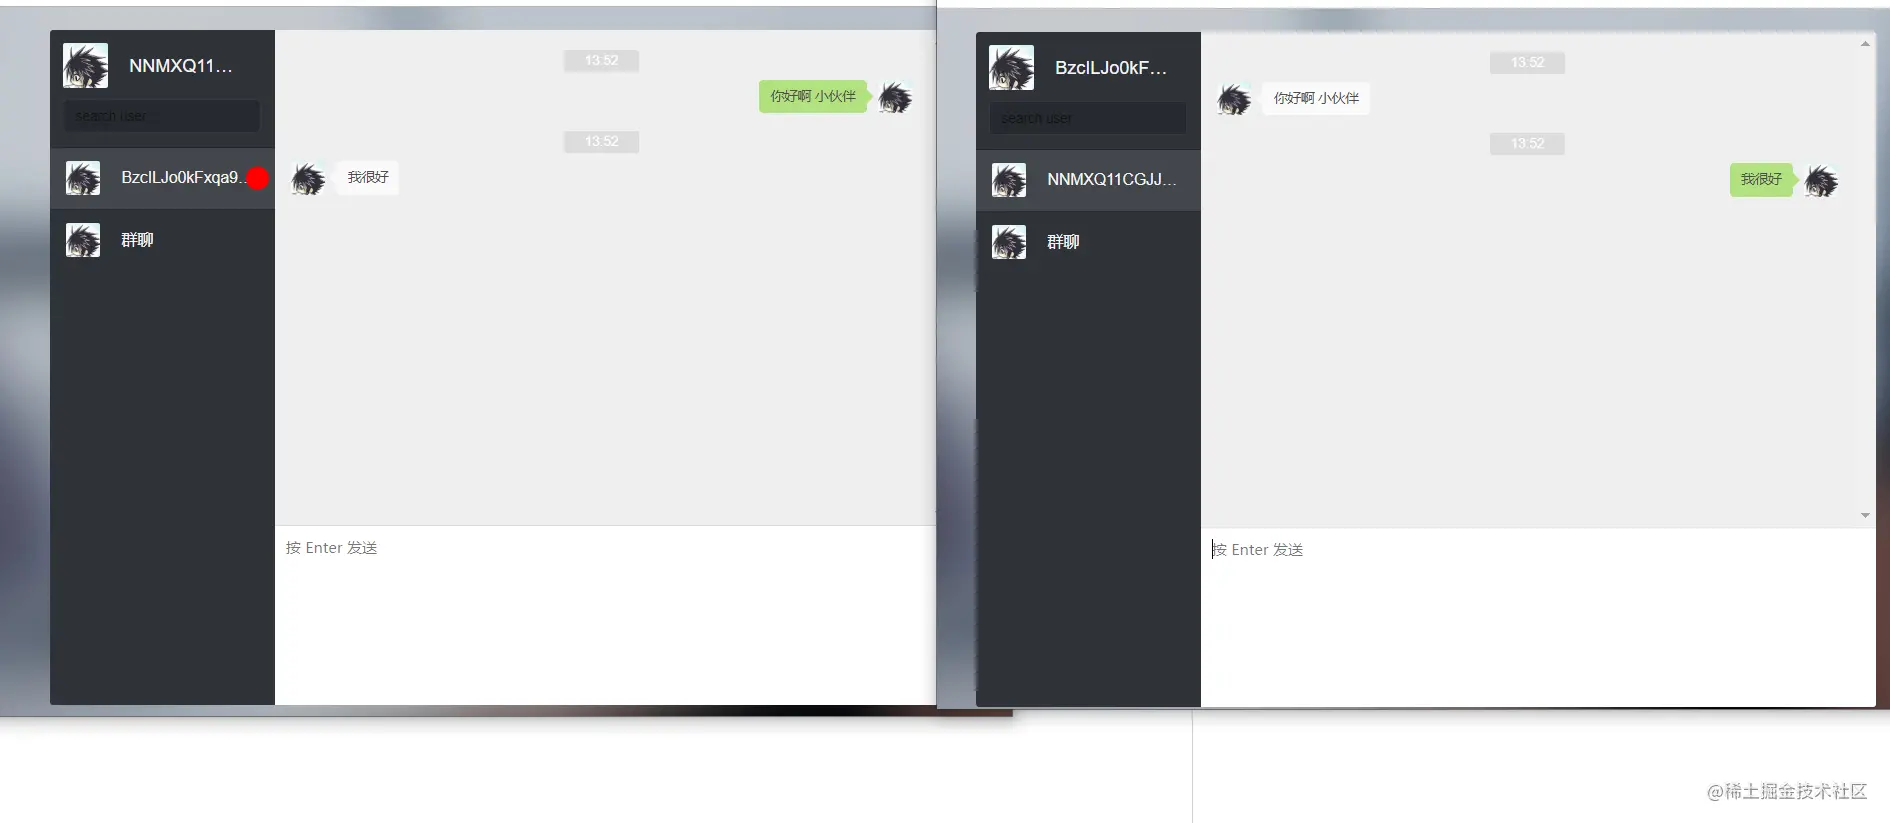 NNMXQ11...
search user
BzclLJo0kFxqa9...
群聊
13:52
你好啊 小伙伴
13:52
我很好
按 Enter 发送
BzclLJo0kF...
search user
NNMXQ11CGJJ...
群聊
13:52
你好啊 小伙伴
13:52
我很好
按 Enter 发送
@稀土掘金技术社区